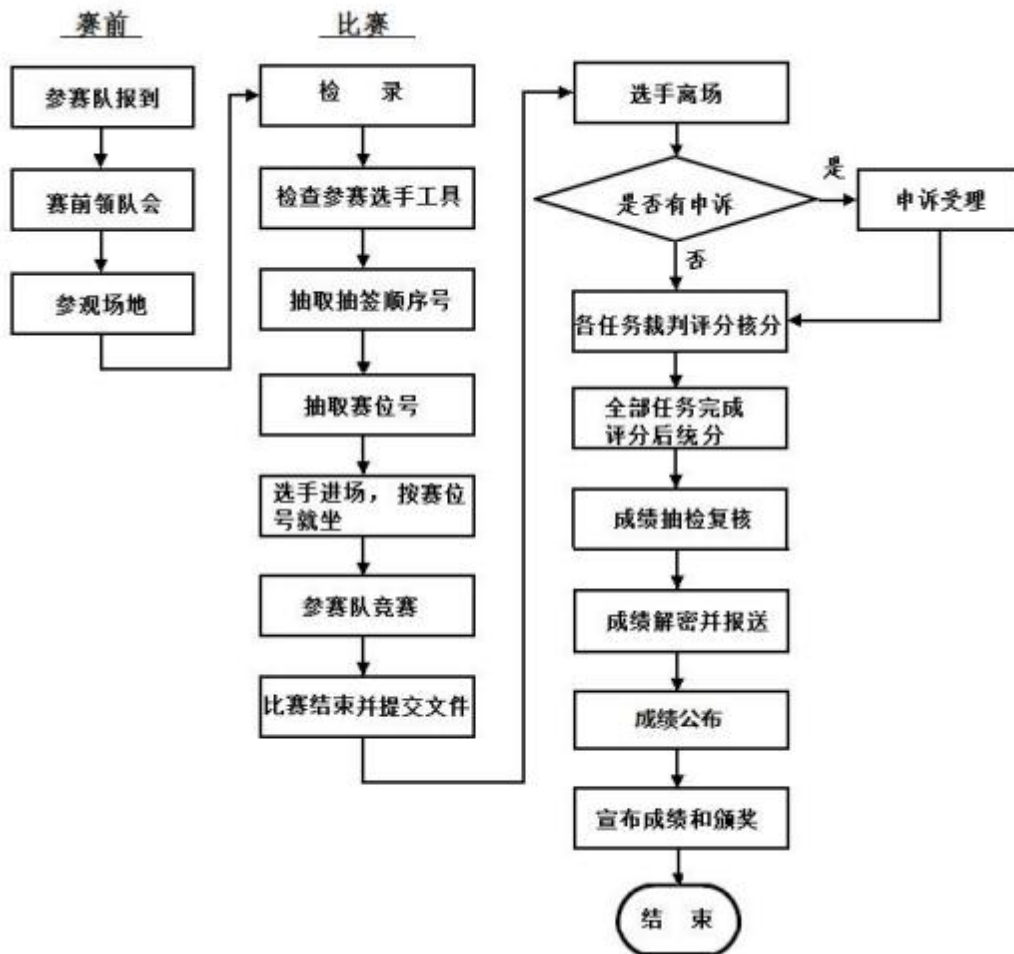 赛前
参赛队报到
赛前领队会
参观场地
比赛
检 录
检查参赛选手工具
抽取抽签顺序号
抽取赛位号
选手进场，按赛位
号就坐
参赛队竞赛
比赛结束并提交文件
选手离场
是否有申诉
是
申诉受理
否
各任务裁判评分核分
全部任务完成
评分后统分
成绩抽检复核
成绩解密并报送
成绩公布
宣布成绩和颁奖
结 束